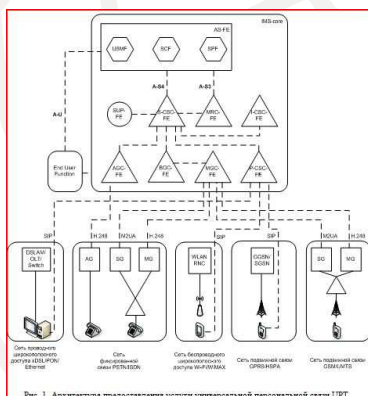 IMS-core
AS-FE
USMF
SCF
SPF
A-S4
A-S3
A-U
SUP-FE
S-CSC-FE
MRC-FE
I-CSC-FE
End User
Function
AGC-FE
BGC-FE
MGC-FE
P-CSC-FE
SIP
H.248
M2UA
H.248
SIP
SIP
M2UA
H.248
DSLAM/
OLT/
Switch
AG
SG
MG
WLAN
RNC
GGSN/
SGSN
SG
MG
Сеть проводного
широкополосного
доступа xDSL/PON/
Ethernet
Сеть
фиксированной
связи PSTN/ISDN
Сеть беспроводного
широкополосного
доступа Wi-Fi/WiMAX
Сеть подвижной связи
GPRS/HSPA
Сеть подвижной связи
GSM/UMTS
Рис. 1. Архитектура предоставления услуги универсальной персональной связи UPT